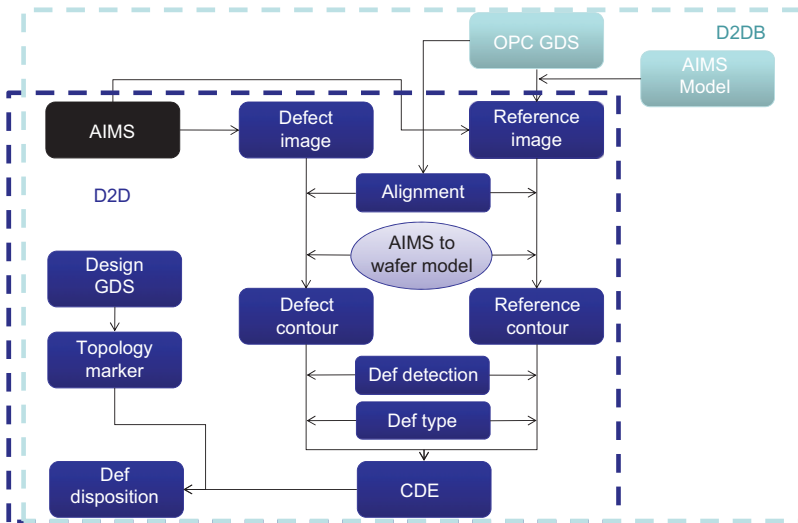 OPC GDS
D2DB
AIMS
Model
AIMS
Defect
image
Reference
image
D2D
Alignment
AIMS to
wafer model
Design
GDS
Defect
contour
Reference
contour
Topology
marker
Def detection
Def type
Def
disposition
CDE